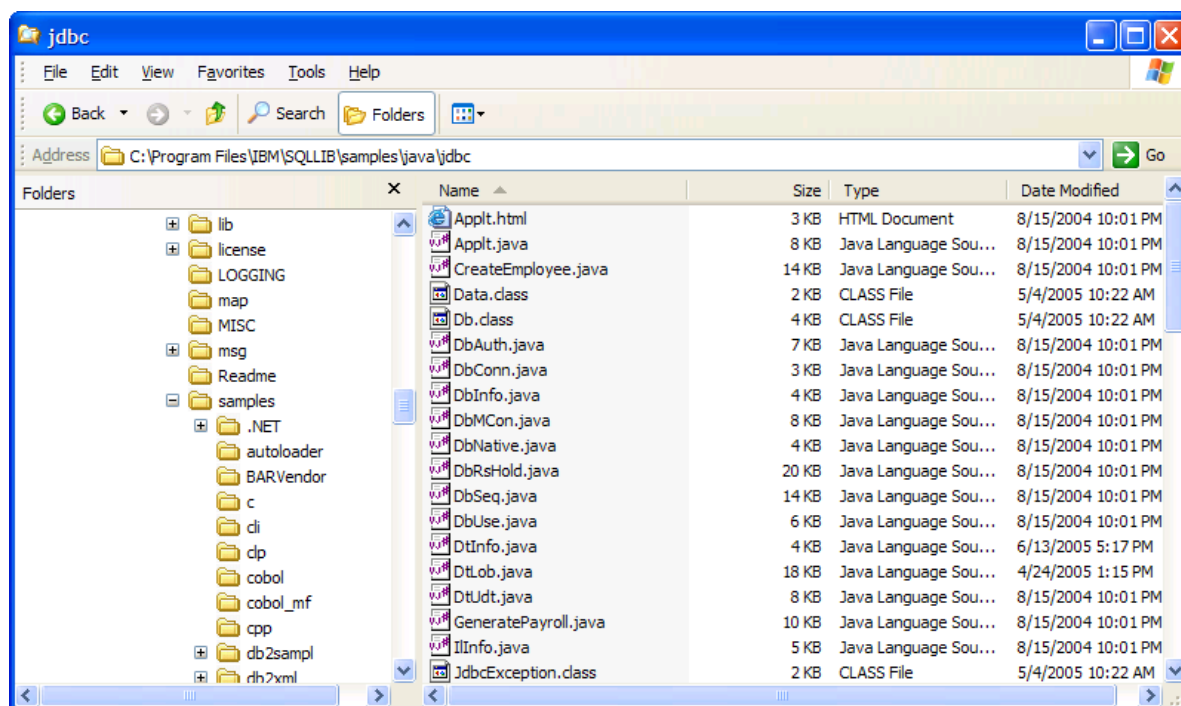 jdbc
File Edit View Favorites Tools Help
Back Search Folders
Address C:\Program Files\IBM\SQLLIB\samples\java\jdbc Go
Folders Name Size Type Date Modified
lib
license
LOGGING
map
MISC
msg
Readme
samples
.NET
autoloader
BARVendor
c
cli
clp
cobol
cobol_mf
cpp
db2sampl
db2xml
Applt.html 3 KB HTML Document 8/15/2004 10:01 PM
Applt.java 8 KB Java Language Sou... 8/15/2004 10:01 PM
CreateEmployee.java 14 KB Java Language Sou... 8/15/2004 10:01 PM
Data.class 2 KB CLASS File 5/4/2005 10:22 AM
Db.class 4 KB CLASS File 5/4/2005 10:22 AM
DbAuth.java 7 KB Java Language Sou... 8/15/2004 10:01 PM
DbConn.java 3 KB Java Language Sou... 8/15/2004 10:01 PM
DbInfo.java 4 KB Java Language Sou... 8/15/2004 10:01 PM
DbMCon.java 8 KB Java Language Sou... 8/15/2004 10:01 PM
DbNative.java 4 KB Java Language Sou... 8/15/2004 10:01 PM
DbRsHold.java 20 KB Java Language Sou... 8/15/2004 10:01 PM
DbSeq.java 14 KB Java Language Sou... 8/15/2004 10:01 PM
DbUse.java 6 KB Java Language Sou... 8/15/2004 10:01 PM
DtInfo.java 4 KB Java Language Sou... 6/13/2005 5:17 PM
DtLob.java 18 KB Java Language Sou... 4/24/2005 1:15 PM
DtUdt.java 8 KB Java Language Sou... 8/15/2004 10:01 PM
GeneratePayroll.java 10 KB Java Language Sou... 8/15/2004 10:01 PM
IlInfo.java 5 KB Java Language Sou... 8/15/2004 10:01 PM
JdbcException.class 2 KB CLASS File 5/4/2005 10:22 AM